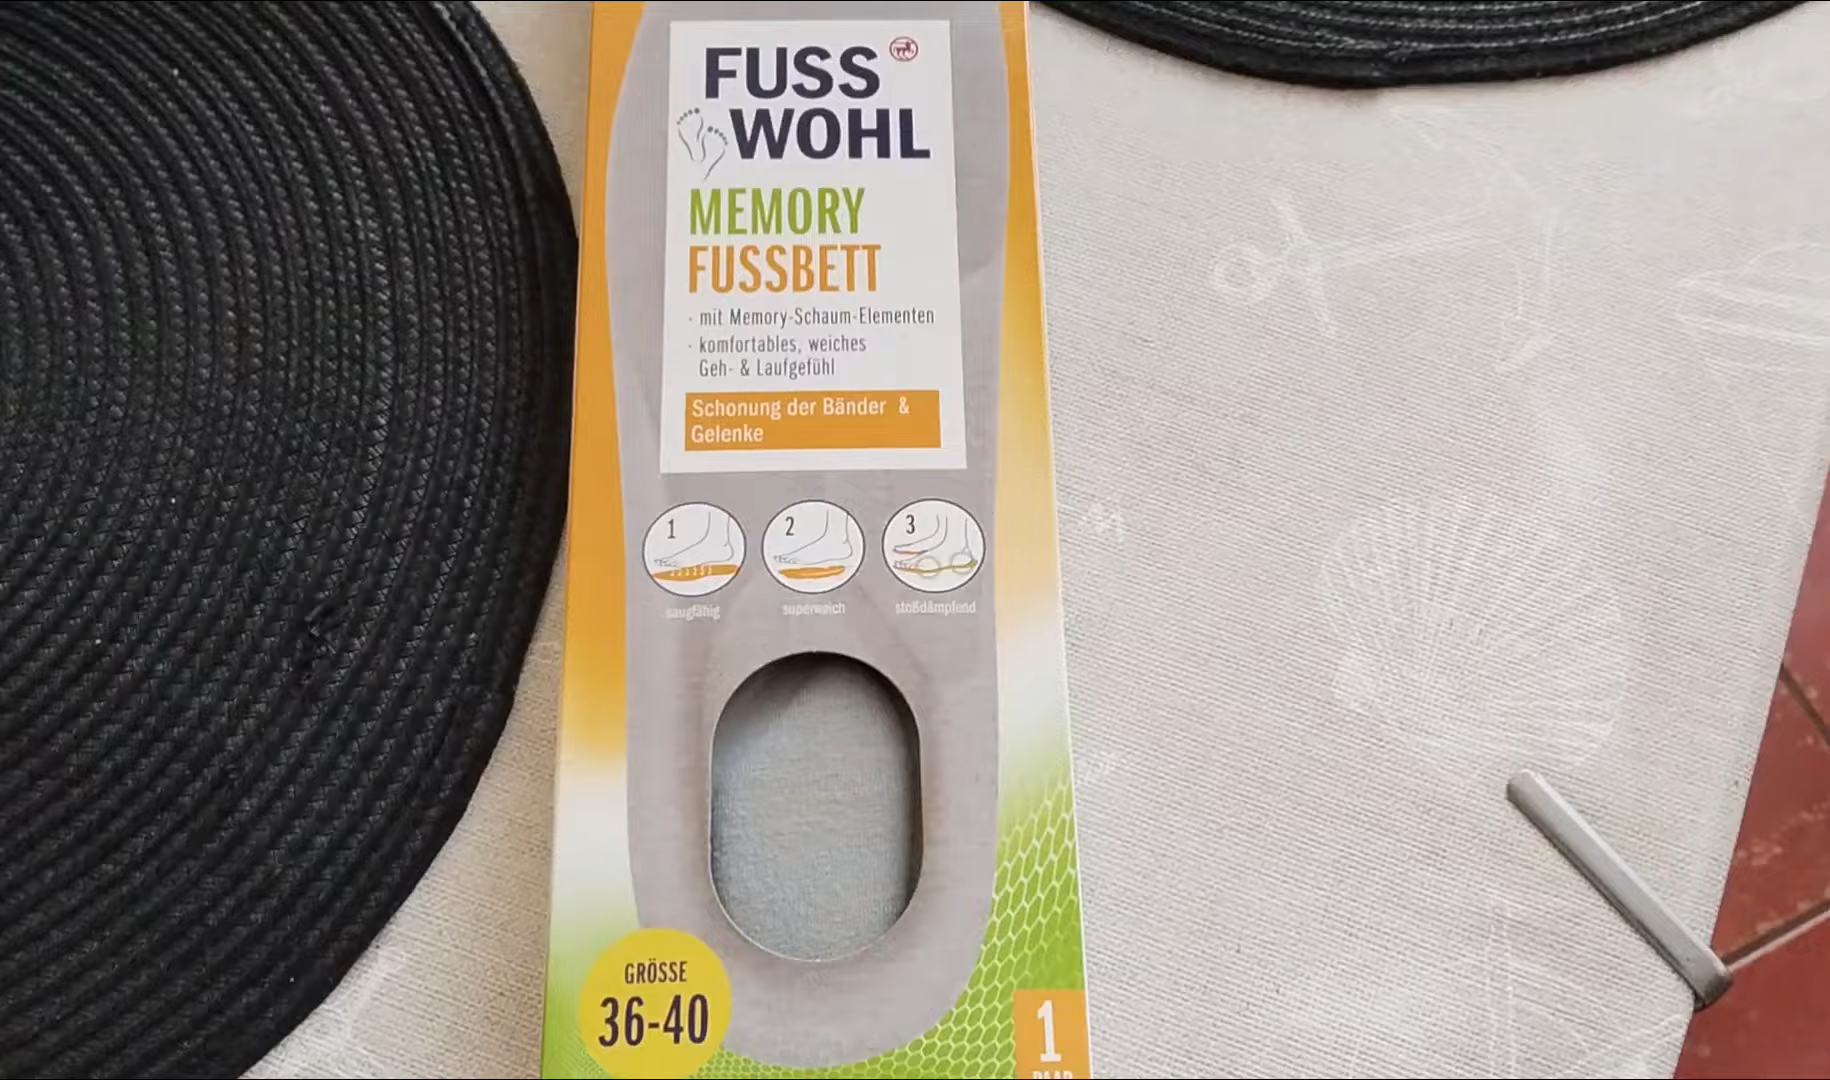 FUSS
WOHL
MEMORY
FUSSBETT
- mit Memory-Schaum-Elementen
- komfortables, weiches
Geh- & Laufgefühl
Schonung der Bänder &
Gelenke
1
2
3
saugfähig
superweich
stoßdämpfend
GRÖSSE
36-40
1
PAAR